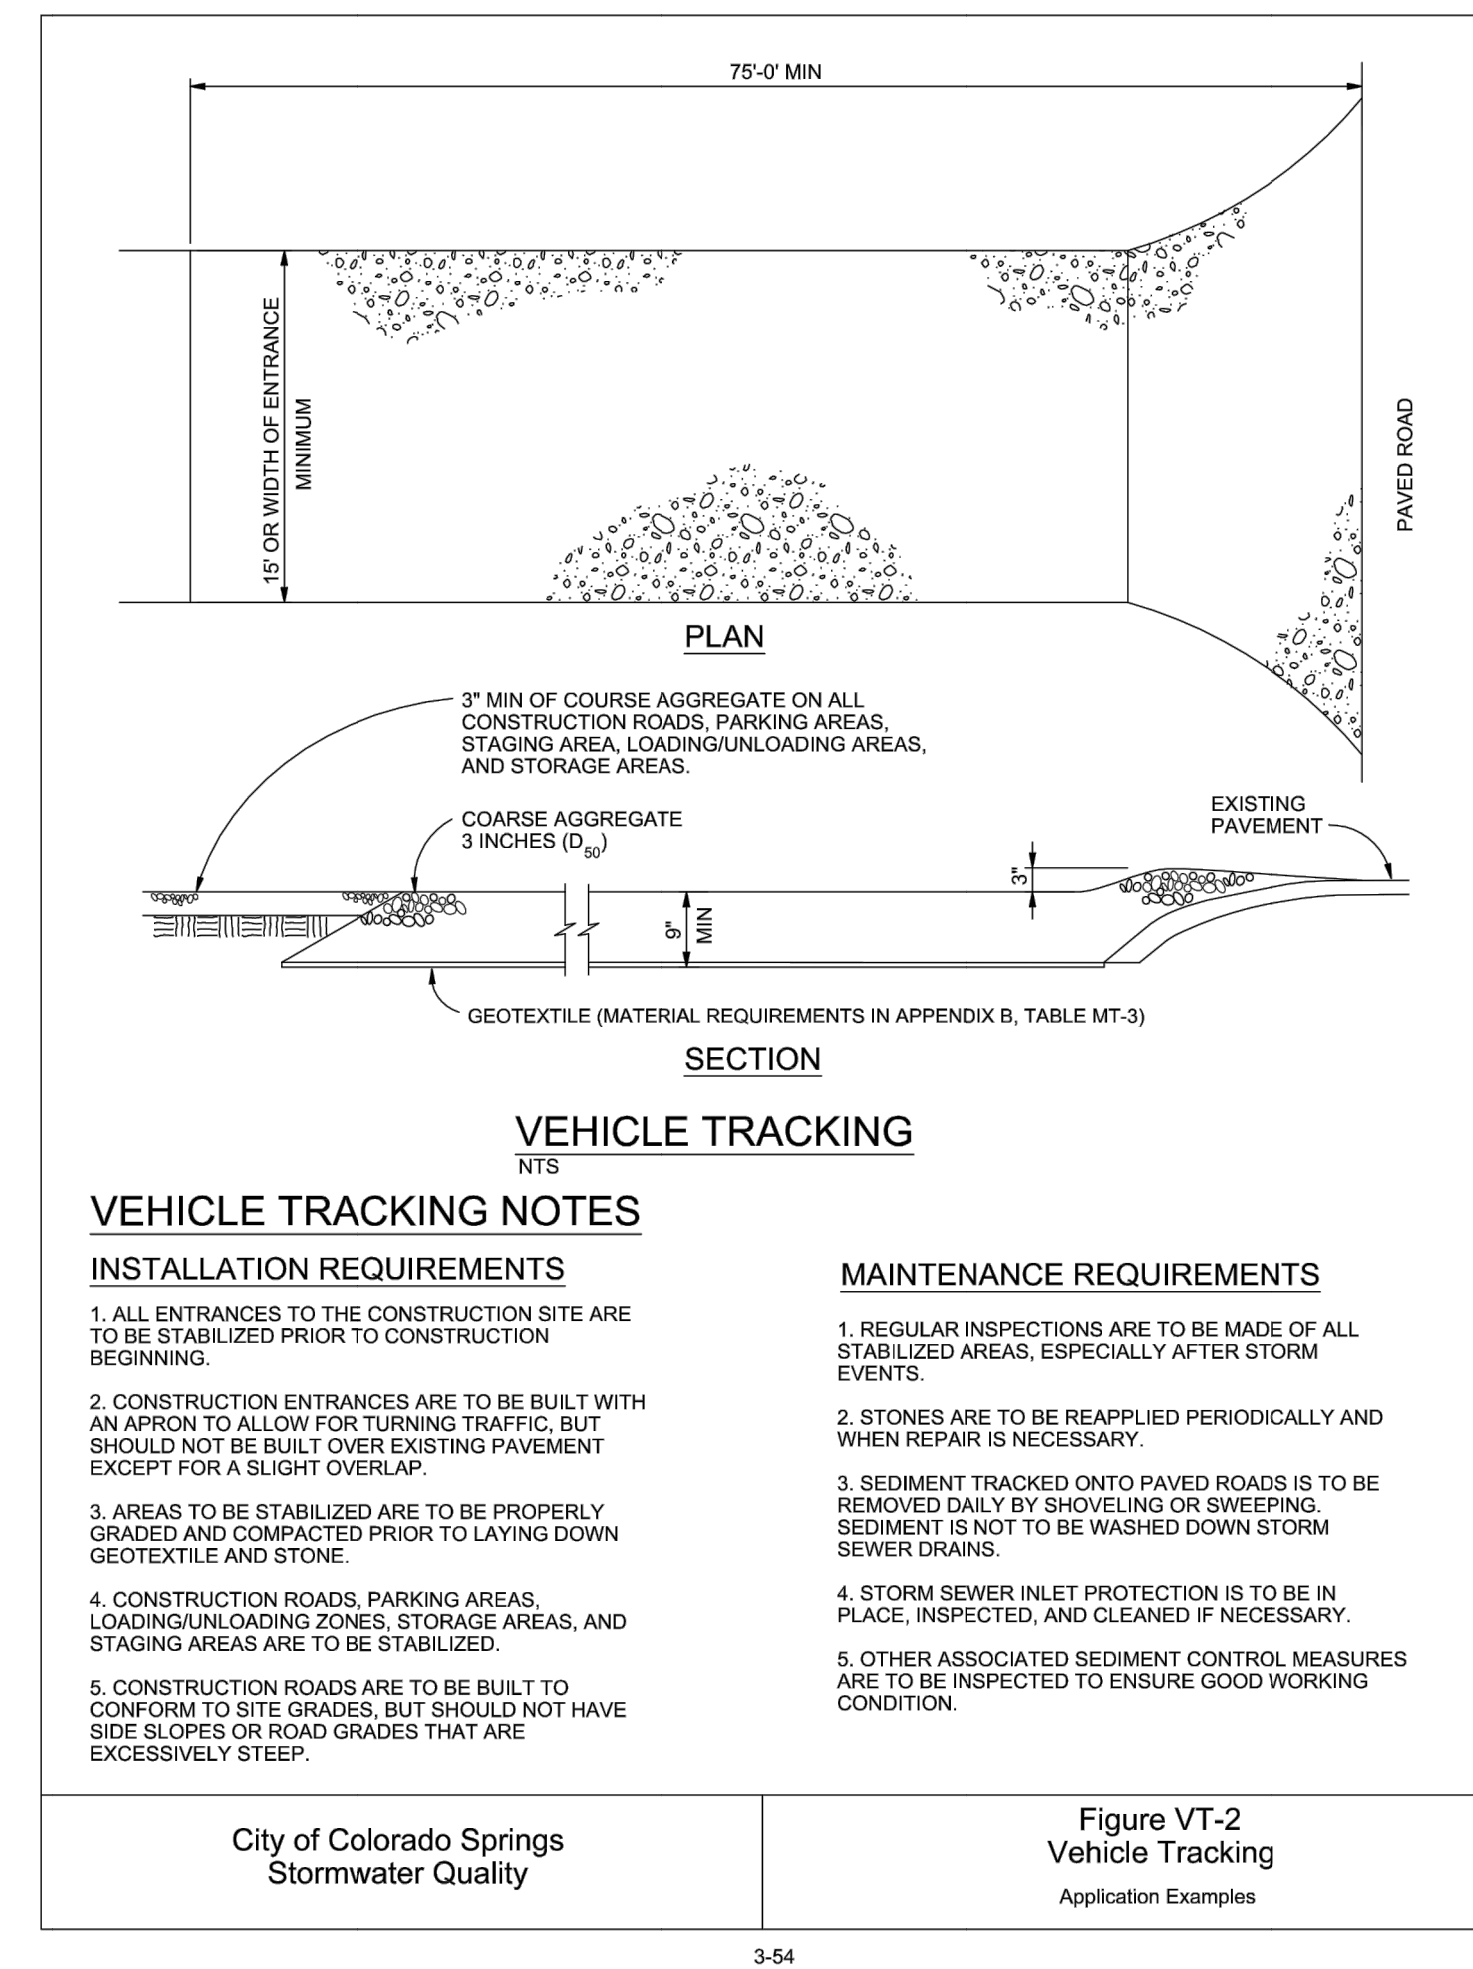 75'-0' MIN
15' OR WIDTH OF ENTRANCE
MINIMUM
PAVED ROAD
PLAN
3" MIN OF COURSE AGGREGATE ON ALL
CONSTRUCTION ROADS, PARKING AREAS,
STAGING AREA, LOADING/UNLOADING AREAS,
AND STORAGE AREAS.
COARSE AGGREGATE
3 INCHES (D50)
EXISTING
PAVEMENT
3"
9"
MIN
GEOTEXTILE (MATERIAL REQUIREMENTS IN APPENDIX B, TABLE MT-3)
SECTION
VEHICLE TRACKING
NTS
VEHICLE TRACKING NOTES
INSTALLATION REQUIREMENTS
1. ALL ENTRANCES TO THE CONSTRUCTION SITE ARE
TO BE STABILIZED PRIOR TO CONSTRUCTION
BEGINNING.
2. CONSTRUCTION ENTRANCES ARE TO BE BUILT WITH
AN APRON TO ALLOW FOR TURNING TRAFFIC, BUT
SHOULD NOT BE BUILT OVER EXISTING PAVEMENT
EXCEPT FOR A SLIGHT OVERLAP.
3. AREAS TO BE STABILIZED ARE TO BE PROPERLY
GRADED AND COMPACTED PRIOR TO LAYING DOWN
GEOTEXTILE AND STONE.
4. CONSTRUCTION ROADS, PARKING AREAS,
LOADING/UNLOADING ZONES, STORAGE AREAS, AND
STAGING AREAS ARE TO BE STABILIZED.
5. CONSTRUCTION ROADS ARE TO BE BUILT TO
CONFORM TO SITE GRADES, BUT SHOULD NOT HAVE
SIDE SLOPES OR ROAD GRADES THAT ARE
EXCESSIVELY STEEP.
MAINTENANCE REQUIREMENTS
1. REGULAR INSPECTIONS ARE TO BE MADE OF ALL
STABILIZED AREAS, ESPECIALLY AFTER STORM
EVENTS.
2. STONES ARE TO BE REAPPLIED PERIODICALLY AND
WHEN REPAIR IS NECESSARY.
3. SEDIMENT TRACKED ONTO PAVED ROADS IS TO BE
REMOVED DAILY BY SHOVELING OR SWEEPING.
SEDIMENT IS NOT TO BE WASHED DOWN STORM
SEWER DRAINS.
4. STORM SEWER INLET PROTECTION IS TO BE IN
PLACE, INSPECTED, AND CLEANED IF NECESSARY.
5. OTHER ASSOCIATED SEDIMENT CONTROL MEASURES
ARE TO BE INSPECTED TO ENSURE GOOD WORKING
CONDITION.
City of Colorado Springs
Stormwater Quality
Figure VT-2
Vehicle Tracking
Application Examples
3-54